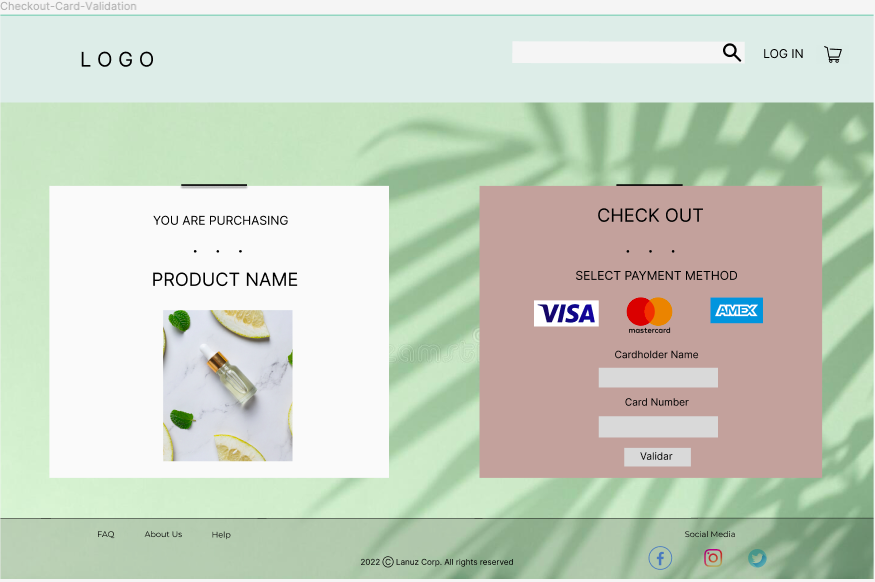 Checkout-Card-Validation
LOGO
LOG IN
YOU ARE PURCHASING
. . .
PRODUCT NAME
CHECK OUT
. . .
SELECT PAYMENT METHOD
VISA
mastercard
AMEX
Cardholder Name
Card Number
Validar
FAQ
About Us
Help
Social Media
2022 © Lanuz Corp. All rights reserved